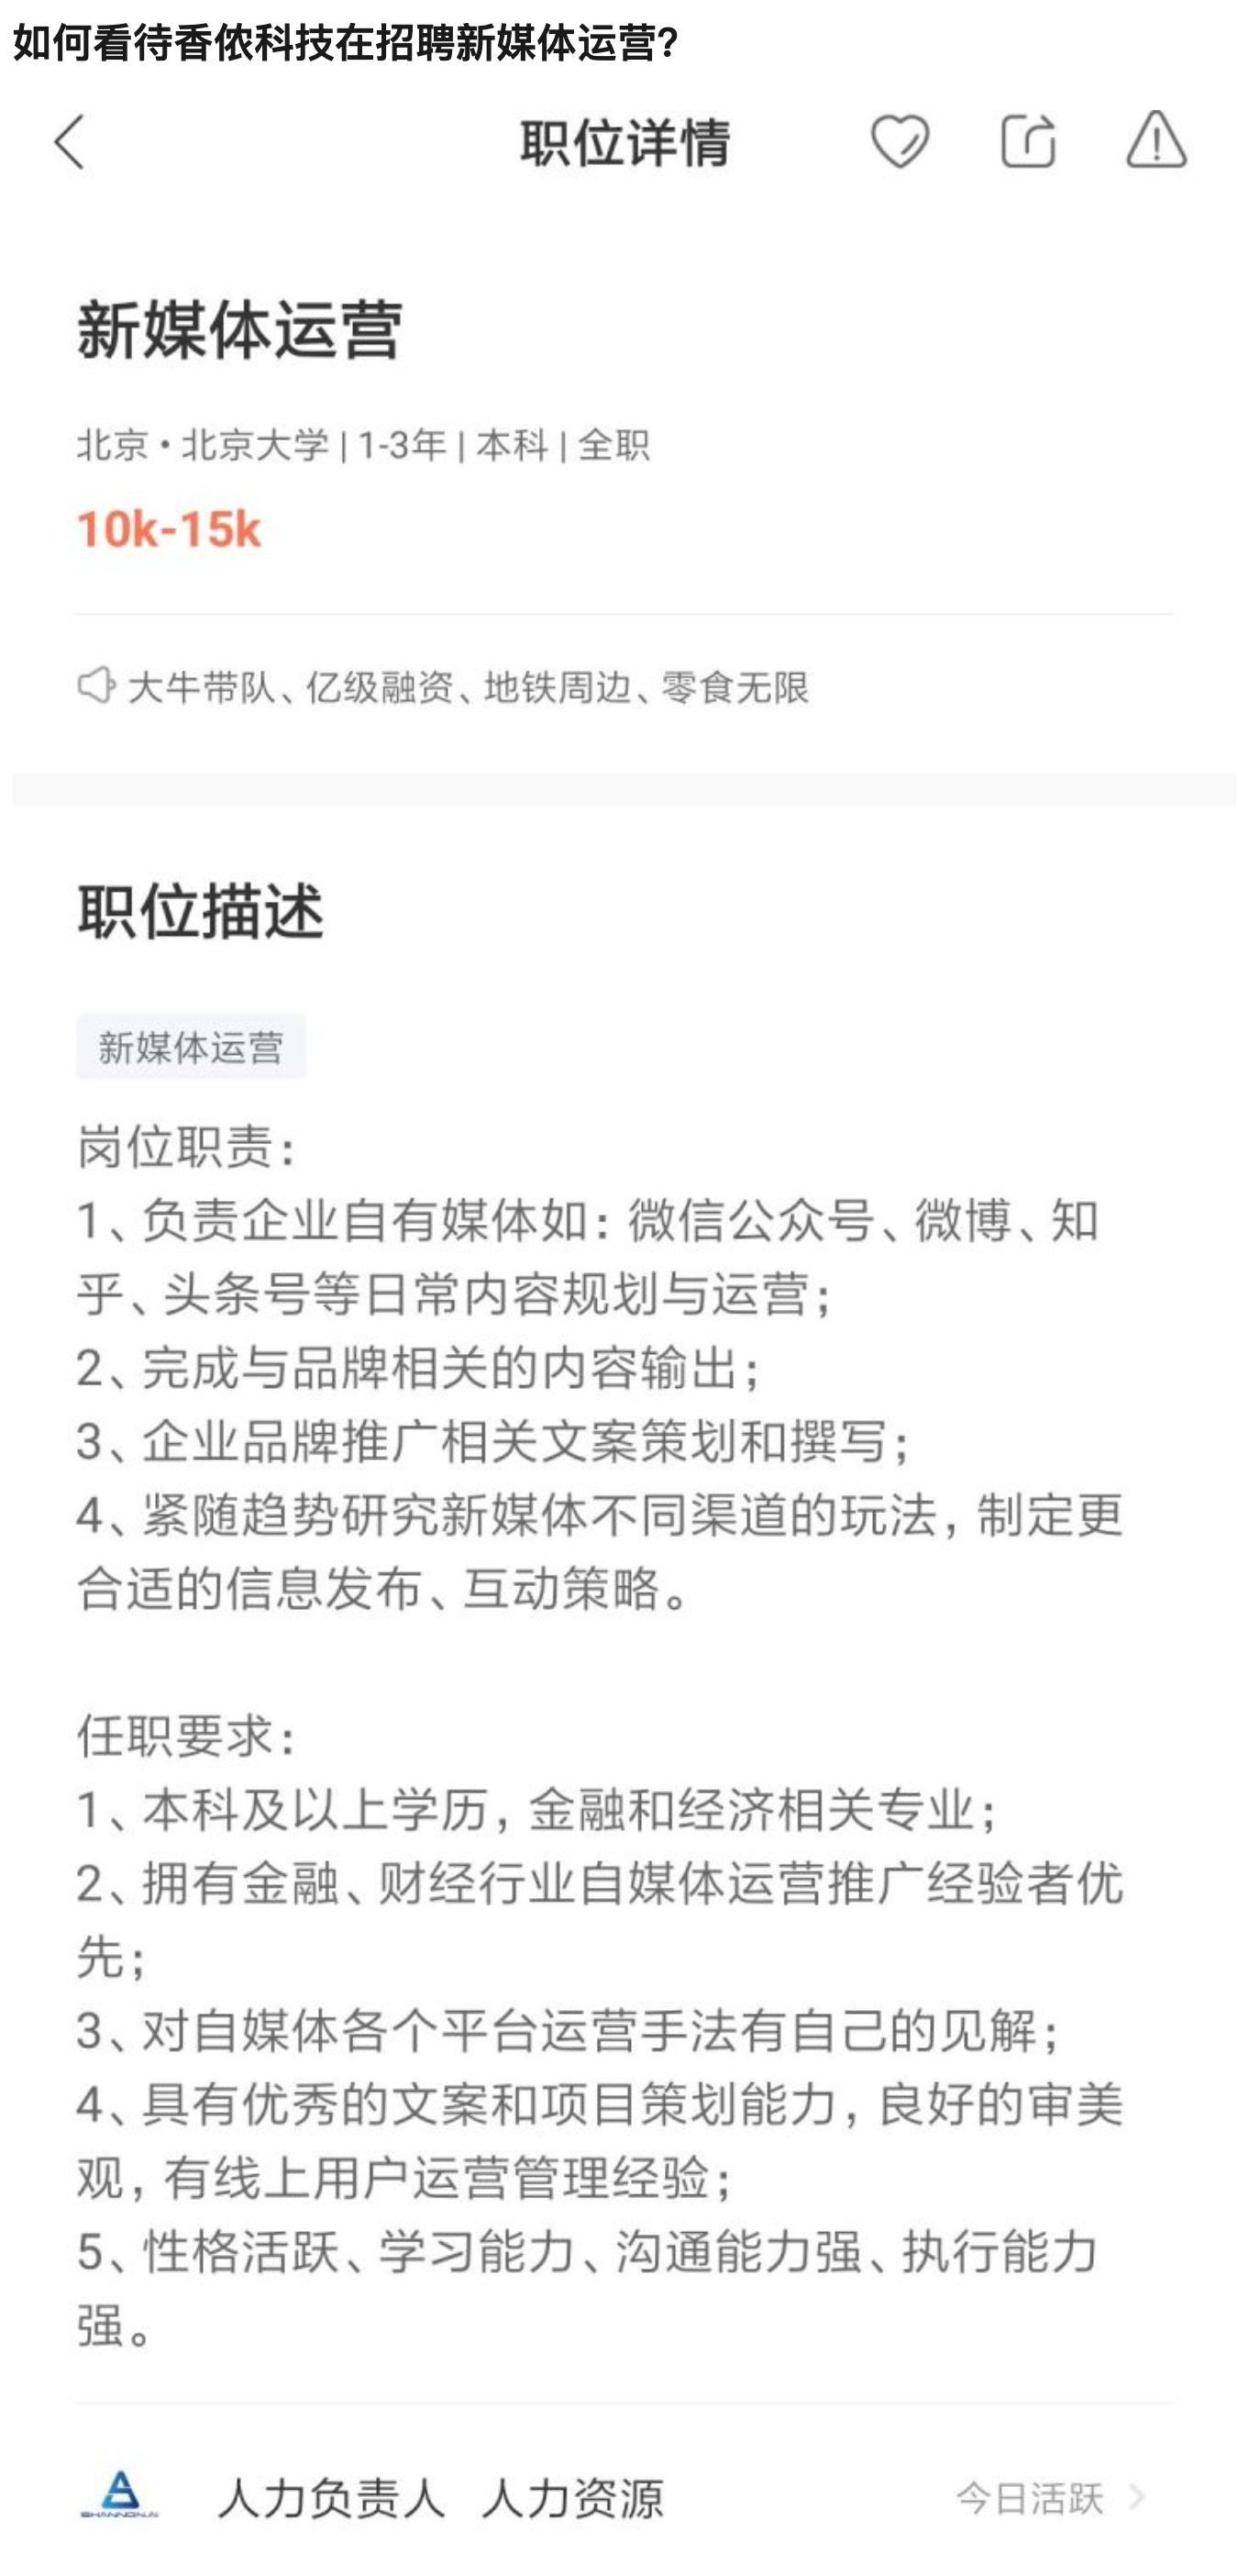 如何看待香侬科技在招聘新媒体运营?
职位详情
新媒体运营
北京·北京大学 | 1-3年 | 本科 | 全职
10k-15k
大牛带队、亿级融资、地铁周边、零食无限
职位描述
新媒体运营
岗位职责：
1、负责企业自有媒体如：微信公众号、微博、知
乎、头条号等日常内容规划与运营；
2、完成与品牌相关的内容输出；
3、企业品牌推广相关文案策划和撰写；
4、紧随趋势研究新媒体不同渠道的玩法，制定更
合适的信息发布、互动策略。
任职要求：
1、本科及以上学历，金融和经济相关专业；
2、拥有金融、财经行业自媒体运营推广经验者优
先；
3、对自媒体各个平台运营手法有自己的见解；
4、具有优秀的文案和项目策划能力，良好的审美
观，有线上用户运营管理经验；
5、性格活跃、学习能力、沟通能力强、执行能力
强。
SHANNON.AI
人力负责人 人力资源
今日活跃